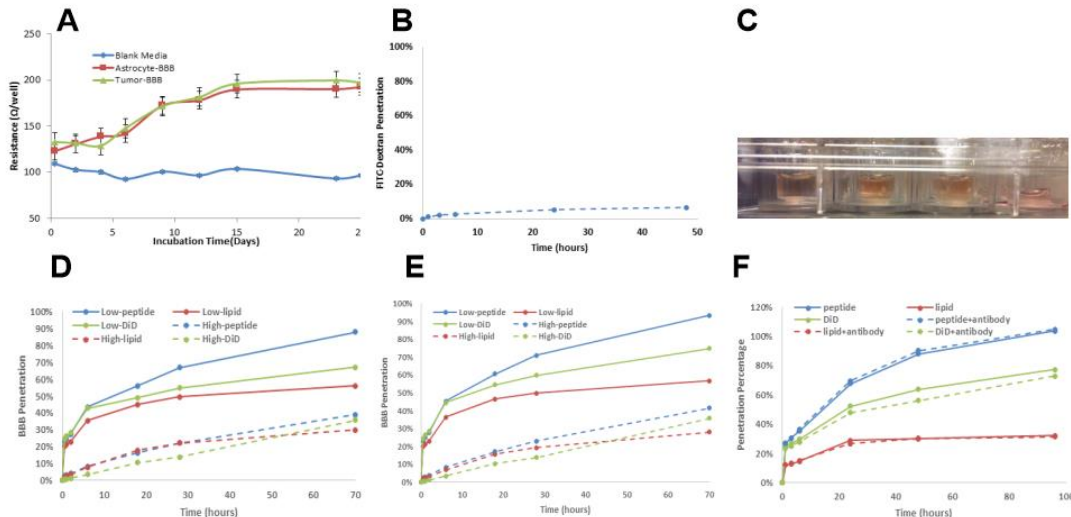 A
Blank Media
Astrocyte-BBB
Tumor-BBB
Resistance (Ω/well)
250
200
150
100
50
0 5 10 15 20 2
Incubation Time(Days)
B
FITC-Dextran Penetration
100%
80%
60%
40%
20%
0%
0 10 20 30 40 50
Time (hours)
C
D
Low-peptide Low-lipid
Low-DiD High-peptide
High-lipid High-DiD
BBB Penetration
100%
90%
80%
70%
60%
50%
40%
30%
20%
10%
0%
0 10 20 30 40 50 60 70
Time (hours)
E
Low-peptide Low-lipid
Low-DiD High-peptide
High-lipid High-DiD
BBB Penetration
100%
90%
80%
70%
60%
50%
40%
30%
20%
10%
0%
0 10 20 30 40 50 60 70
Time (hours)
F
peptide lipid
DiD peptide+antibody
lipid+antibody DiD+antibody
Penetration Percentage
120%
100%
80%
60%
40%
20%
0%
0 20 40 60 80 100
Time (hours)